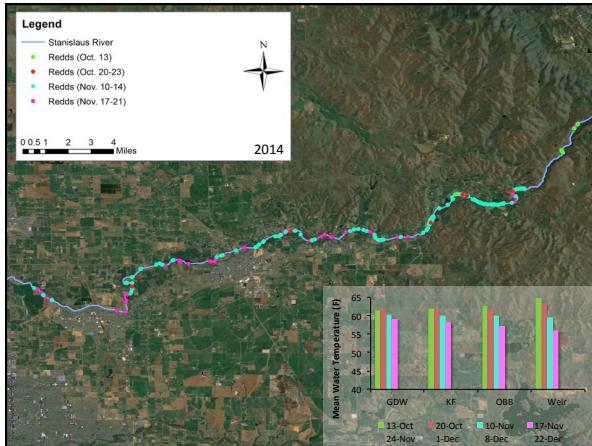 Legend
Stanislaus River
Redds (Oct. 13)
Redds (Oct. 20-23)
Redds (Nov. 10-14)
Redds (Nov. 17-21)
N
0 0.5 1 2 3 4
Miles
2014
Mean Water Temperature (F)
65
60
55
50
45
40
GDW KF OBB Weir
13-Oct 20-Oct 10-Nov 17-Nov
24-Nov 1-Dec 8-Dec 22-Dec